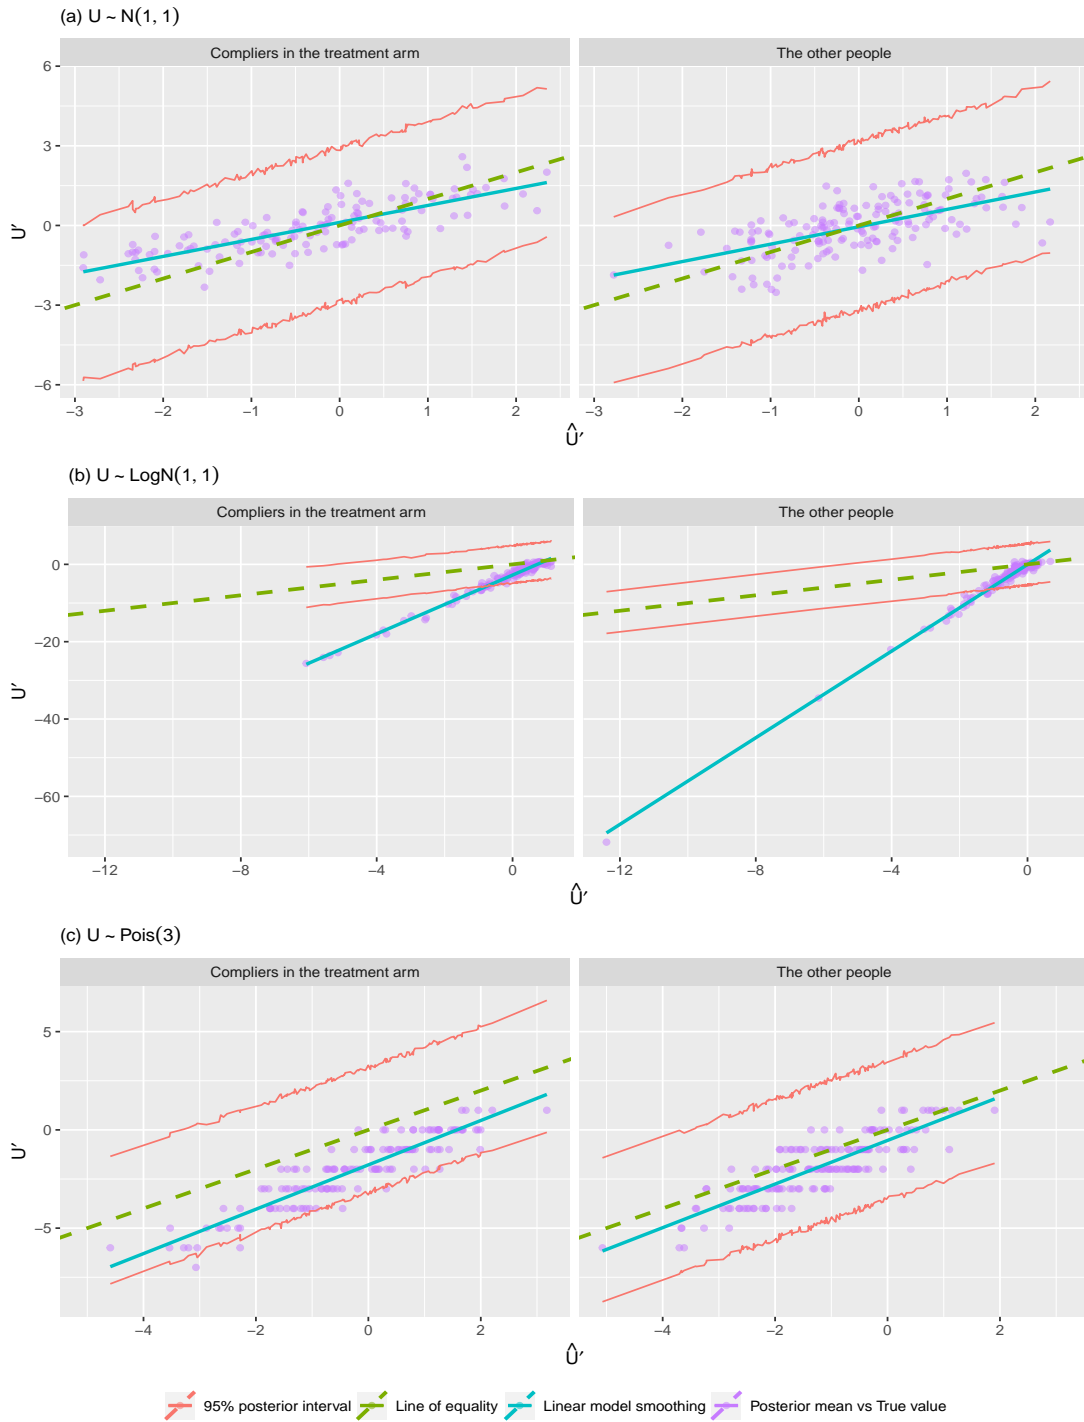 (a) U ~ N(1, 1)
Compliers in the treatment arm
The other people
6
3
0
−3
−6
U′
−3
−2
−1
0
1
2
−3
−2
−1
0
1
2
Û′
(b) U ~ LogN(1, 1)
Compliers in the treatment arm
The other people
0
−20
−40
−60
U′
−12
−8
−4
0
−12
−8
−4
0
Û′
(c) U ~ Pois(3)
Compliers in the treatment arm
The other people
5
0
−5
U′
−4
−2
0
2
−4
−2
0
2
Û′
95% posterior interval
Line of equality
Linear model smoothing
Posterior mean vs True value